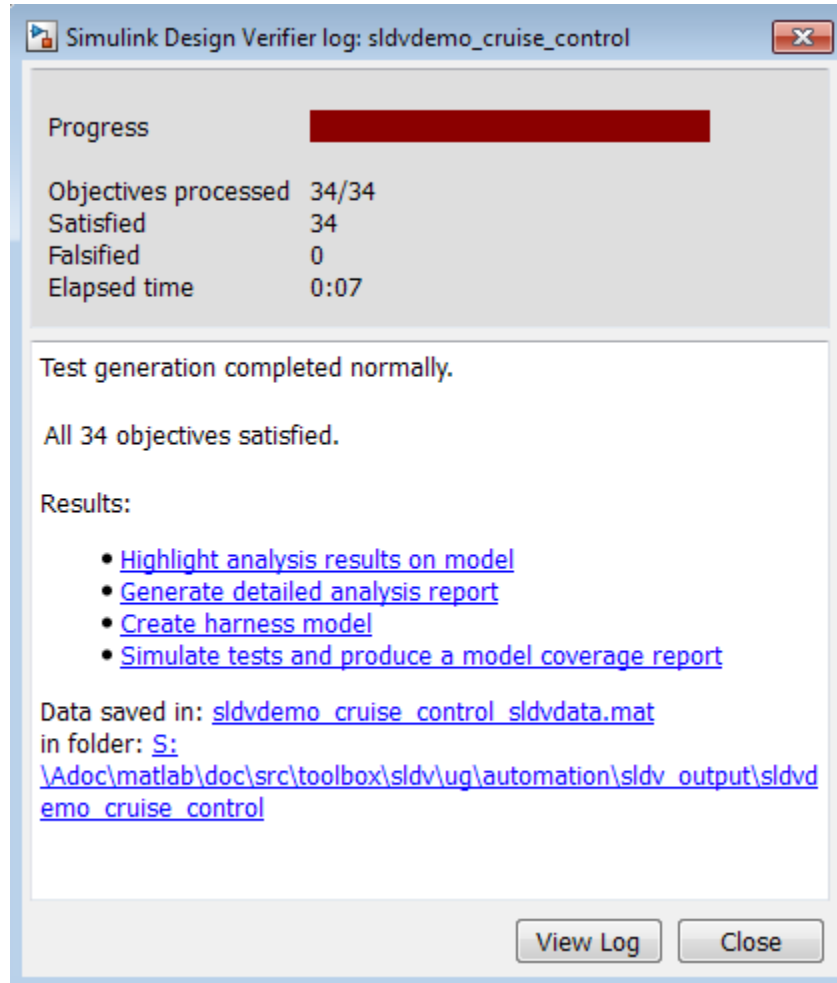 Simulink Design Verifier log: sldvdemo_cruise_control
Progress
Objectives processed 34/34
Satisfied 34
Falsified 0
Elapsed time 0:07
Test generation completed normally.
All 34 objectives satisfied.
Results:
• Highlight analysis results on model
• Generate detailed analysis report
• Create harness model
• Simulate tests and produce a model coverage report
Data saved in: sldvdemo_cruise_control_sldvdata.mat
in folder: S:
\Adoc\matlab\doc\src\toolbox\sldv\ug\automation\sldv_output\sldvd
emo_cruise_control
View Log Close